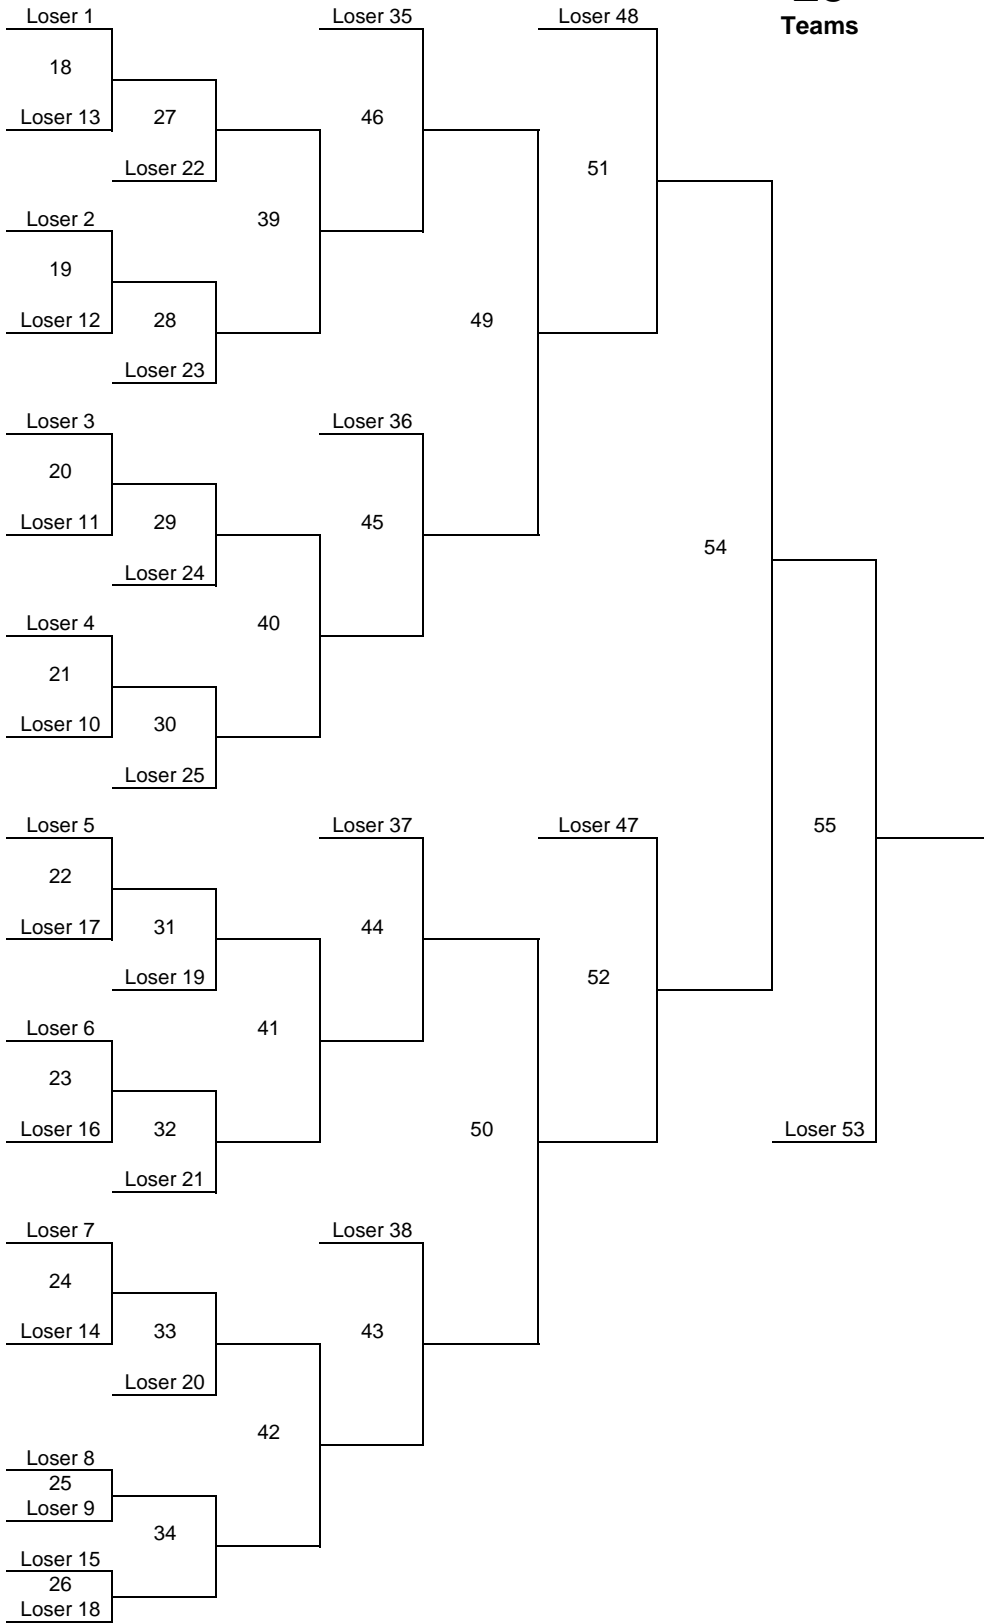 Loser 1 Loser 35 Loser 48
Teams
18
Loser 13 27 46
Loser 22 51
Loser 2 39
19
Loser 12 28 49
Loser 23
Loser 3 Loser 36
20
Loser 11 29 45
54
Loser 24
Loser 4 40
21
Loser 10 30
Loser 25
Loser 5 Loser 37 Loser 47 55
22
Loser 17 31 44
Loser 19 52
Loser 6 41
23
Loser 16 32 50 Loser 53
Loser 21
Loser 7 Loser 38
24
Loser 14 33 43
Loser 20
42
Loser 8
25
Loser 9
34
Loser 15
26
Loser 18